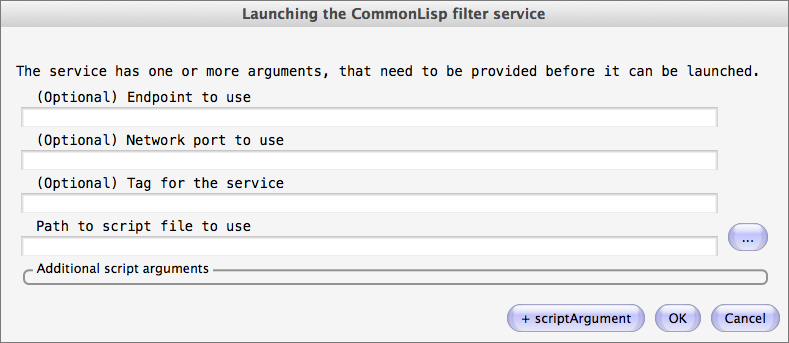 Launching the CommonLisp filter service
The service has one or more arguments, that need to be provided before it can be launched.
(Optional) Endpoint to use
(Optional) Network port to use
(Optional) Tag for the service
Path to script file to use
...
Additional script arguments
+ scriptArgument OK Cancel